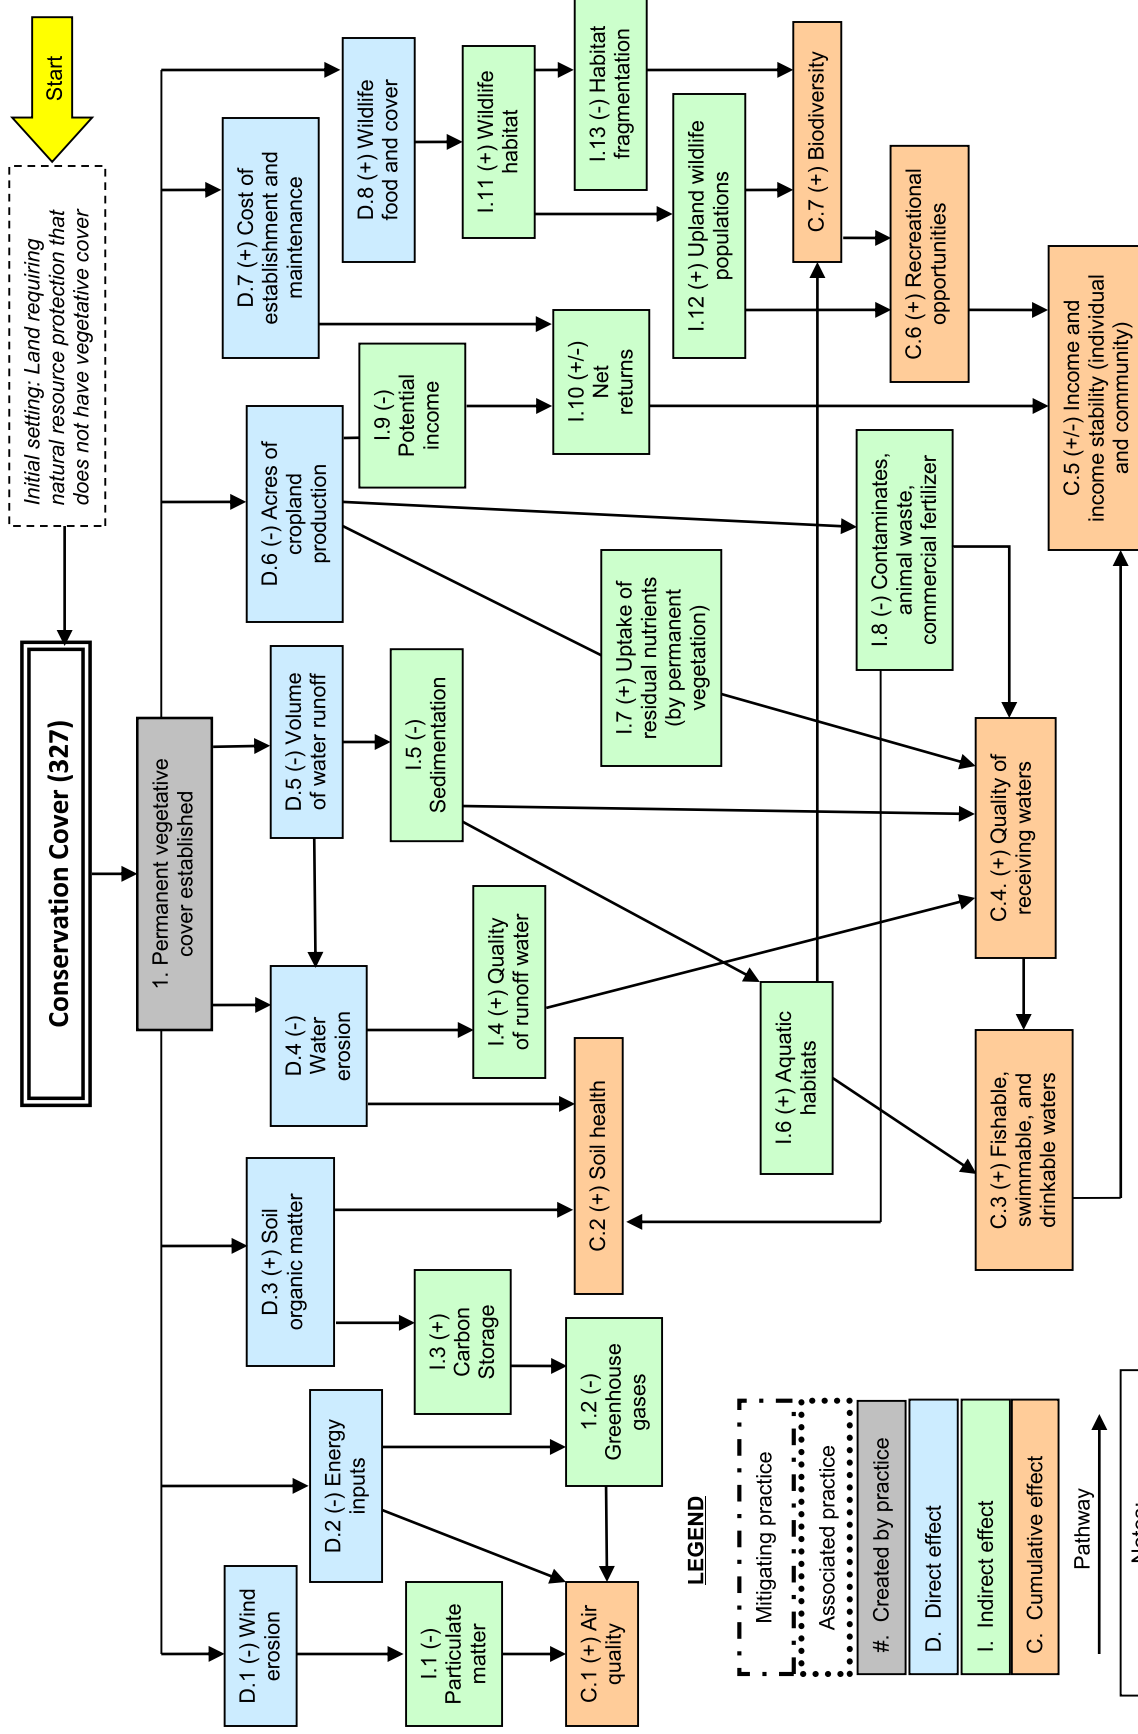 Start
Initial setting: Land requiring
natural resource protection that
does not have vegetative cover
Conservation Cover (327)
1. Permanent vegetative
cover established
D.1 (-) Wind
erosion
D.2 (-) Energy
inputs
D.3 (+) Soil
organic matter
D.4 (-)
Water
erosion
D.5 (-) Volume
of water runoff
D.6 (-) Acres of
cropland
production
D.7 (+) Cost of
establishment and
maintenance
D.8 (+) Wildlife
food and cover
I.1 (-)
Particulate
matter
1.2 (-)
Greenhouse
gases
I.3 (+)
Carbon
Storage
I.4 (+) Quality
of runoff water
I.5 (-)
Sedimentation
I.6 (+) Aquatic
habitats
I.7 (+) Uptake of
residual nutrients
(by permanent
vegetation)
I.8 (-) Contaminates,
animal waste,
commercial fertilizer
I.9 (-)
Potential
income
I.10 (+/-)
Net
returns
I.11 (+) Wildlife
habitat
I.12 (+) Upland wildlife
populations
I.13 (-) Habitat
fragmentation
C.1 (+) Air
quality
C.2 (+) Soil health
C.3 (+) Fishable,
swimmable, and
drinkable waters
C.4. (+) Quality of
receiving waters
C.5 (+/-) Income and
income stability (individual
and community)
C.6 (+) Recreational
opportunities
C.7 (+) Biodiversity
LEGEND
Mitigating practice
Associated practice
#. Created by practice
D. Direct effect
I. Indirect effect
C. Cumulative effect
Pathway